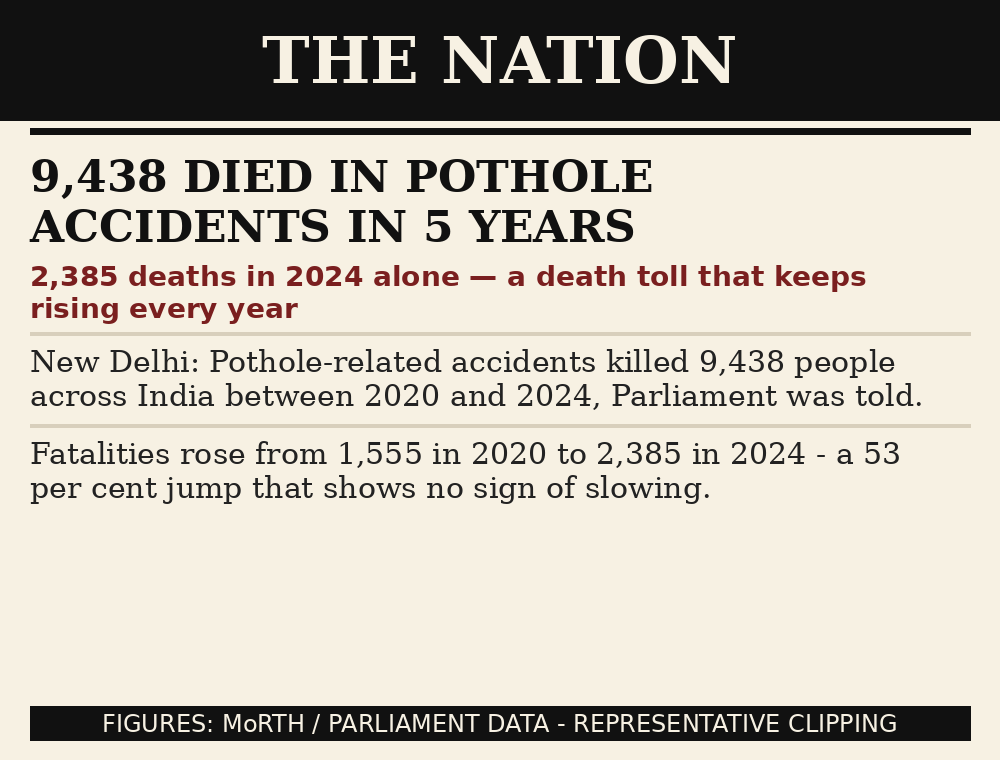 THE NATION
9,438 DIED IN POTHOLE
ACCIDENTS IN 5 YEARS
2,385 deaths in 2024 alone — a death toll that keeps
rising every year
New Delhi: Pothole-related accidents killed 9,438 people
across India between 2020 and 2024, Parliament was told.
Fatalities rose from 1,555 in 2020 to 2,385 in 2024 - a 53
per cent jump that shows no sign of slowing.
FIGURES: MoRTH / PARLIAMENT DATA - REPRESENTATIVE CLIPPING